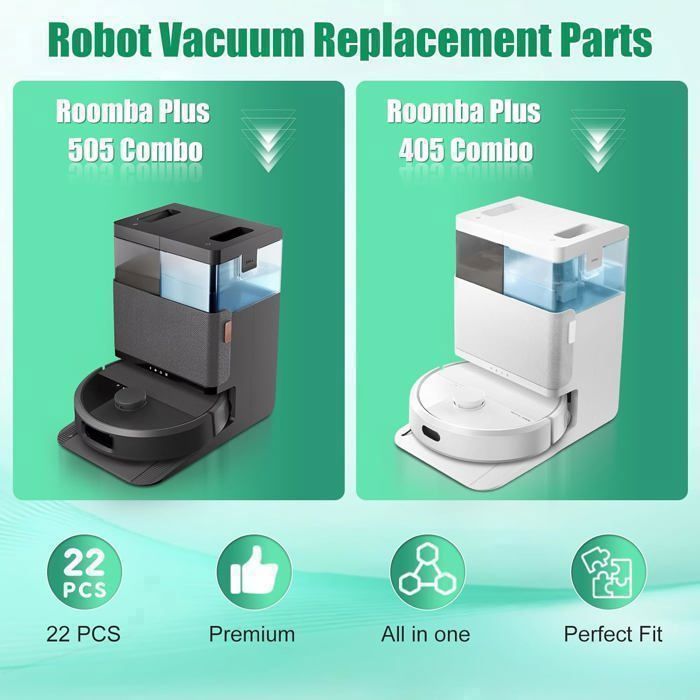 Robot Vacuum Replacement Parts
Roomba Plus
505 Combo
Roomba Plus
405 Combo
22
PCS
22 PCS
Premium
All in one
Perfect Fit